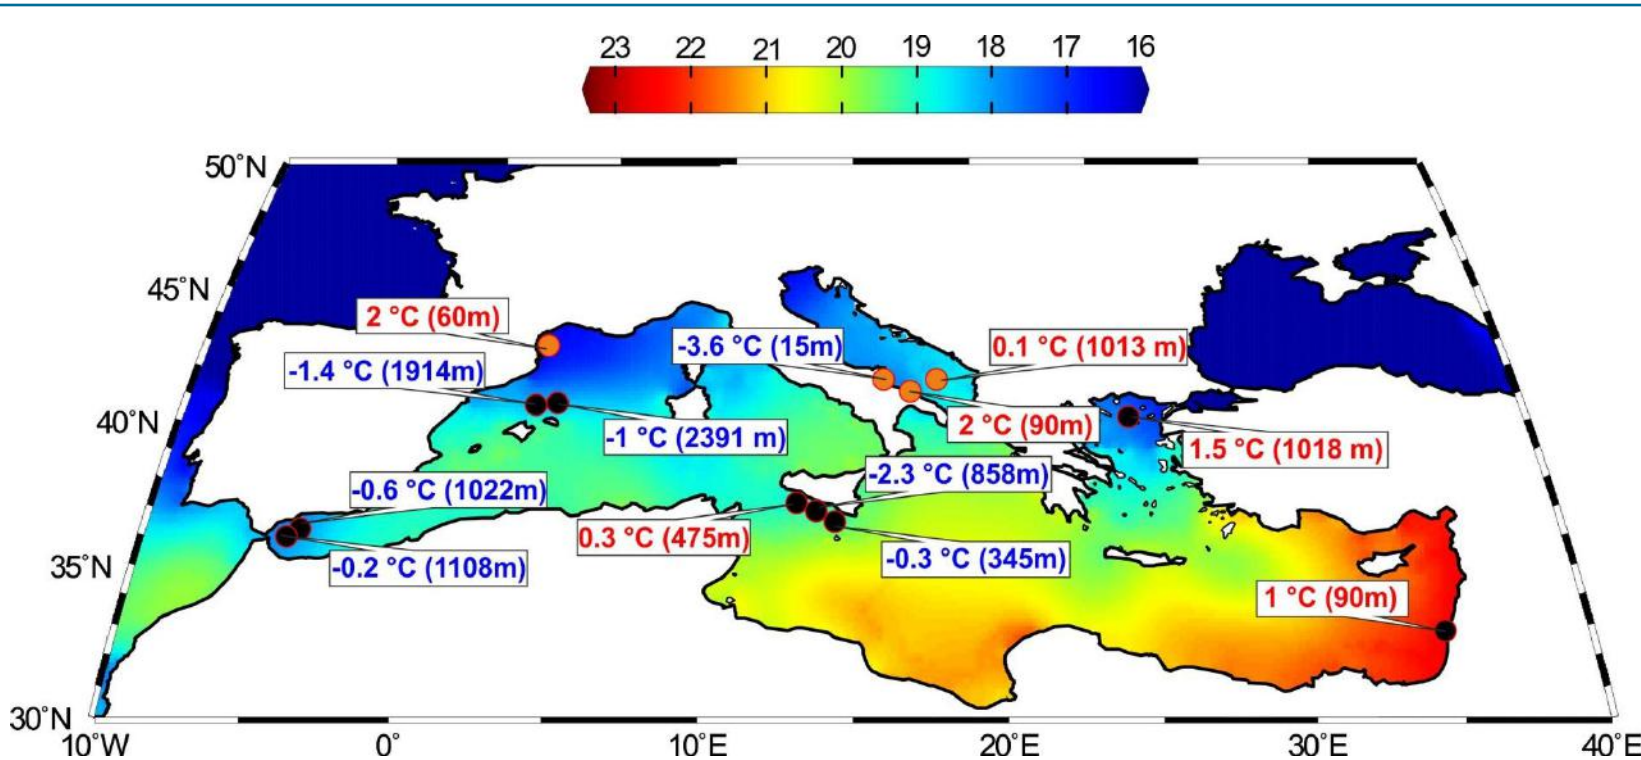 23 22 21 20 19 18 17 16
50°N
45°N
40°N
35°N
30°N
2 °C (60m)
-1.4 °C (1914m)
-3.6 °C (15m)
0.1 °C (1013 m)
2 °C (90m)
-1 °C (2391 m)
1.5 °C (1018 m)
-0.6 °C (1022m)
-2.3 °C (858m)
0.3 °C (475m)
-0.2 °C (1108m)
-0.3 °C (345m)
1 °C (90m)
10°W 0° 10°E 20°E 30°E 40°E